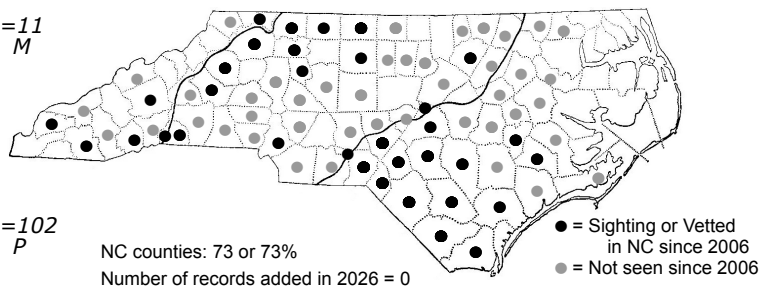 =11
M
=102
P
NC counties: 73 or 73%
Number of records added in 2026 = 0
= Sighting or Vetted
in NC since 2006
= Not seen since 2006